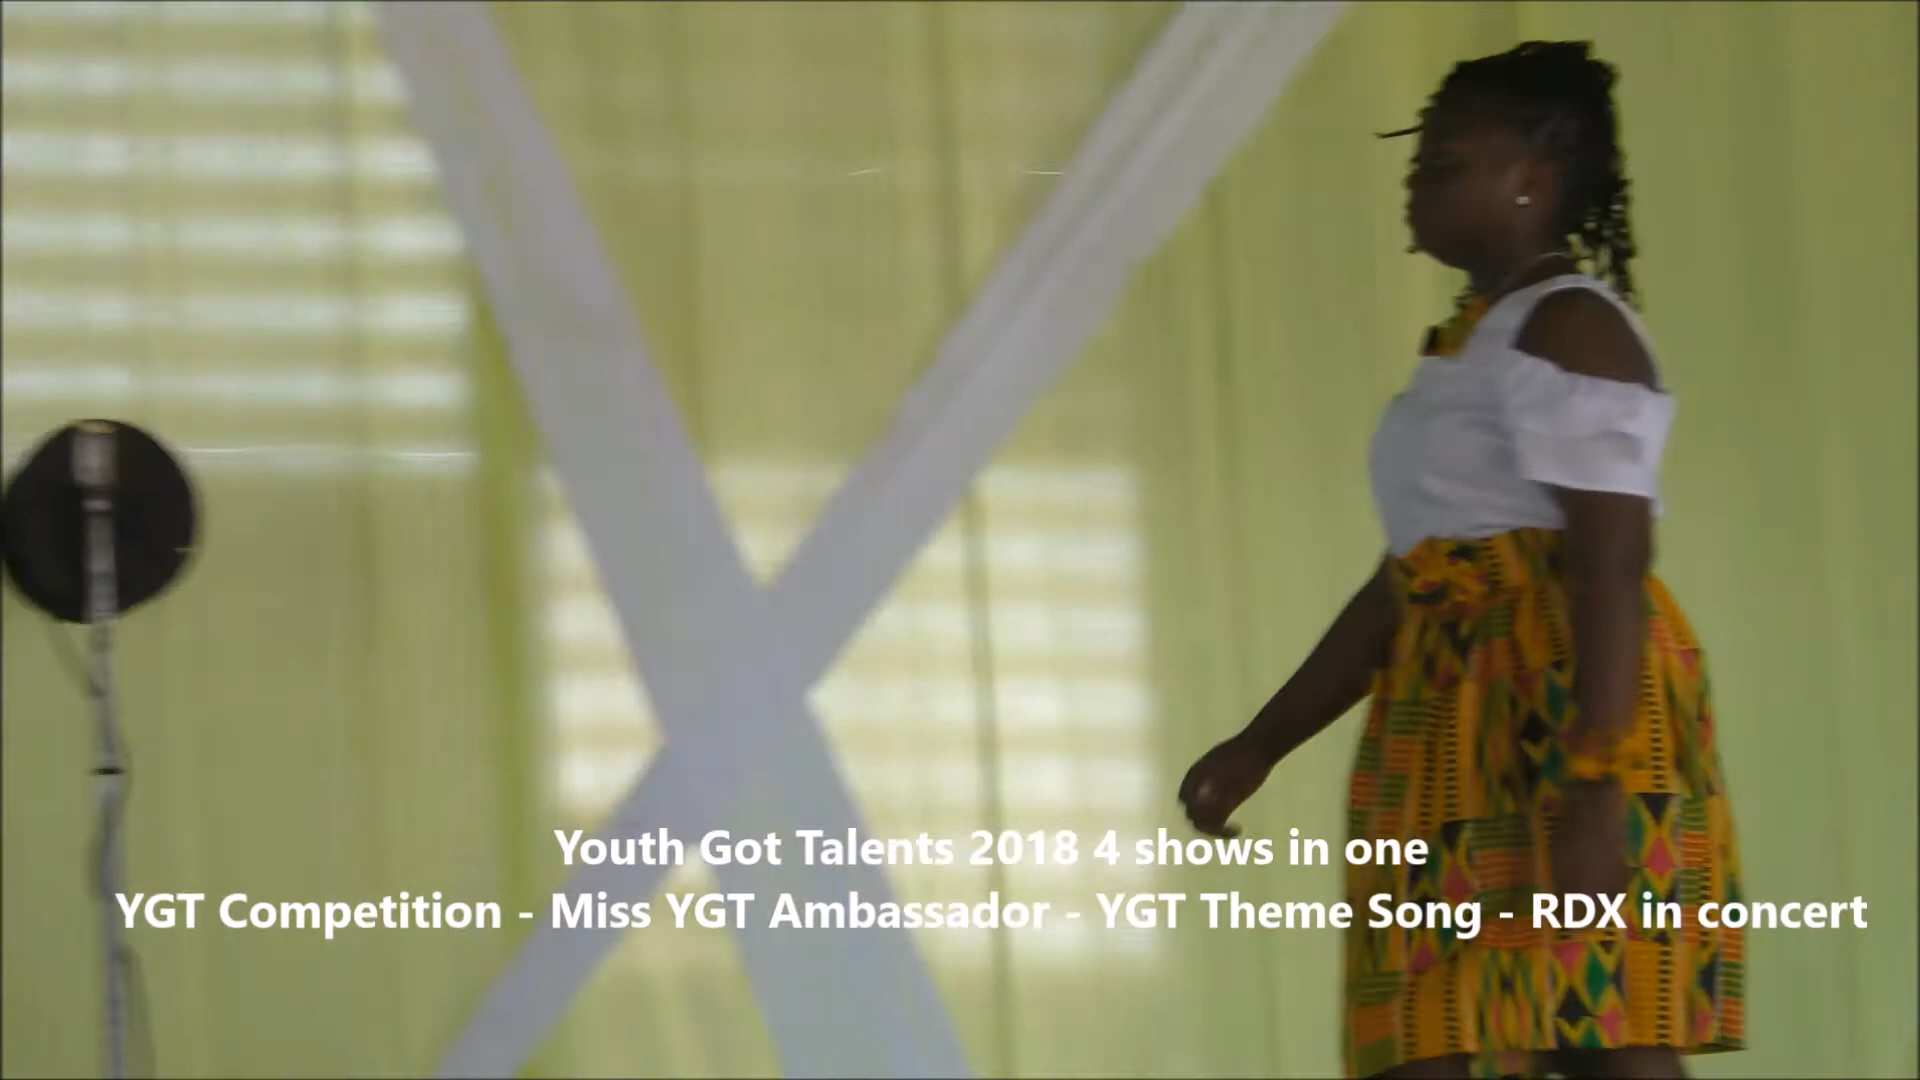 Youth Got Talents 2018 4 shows in one
YGT Competition - Miss YGT Ambassador - YGT Theme Song - RDX in concert